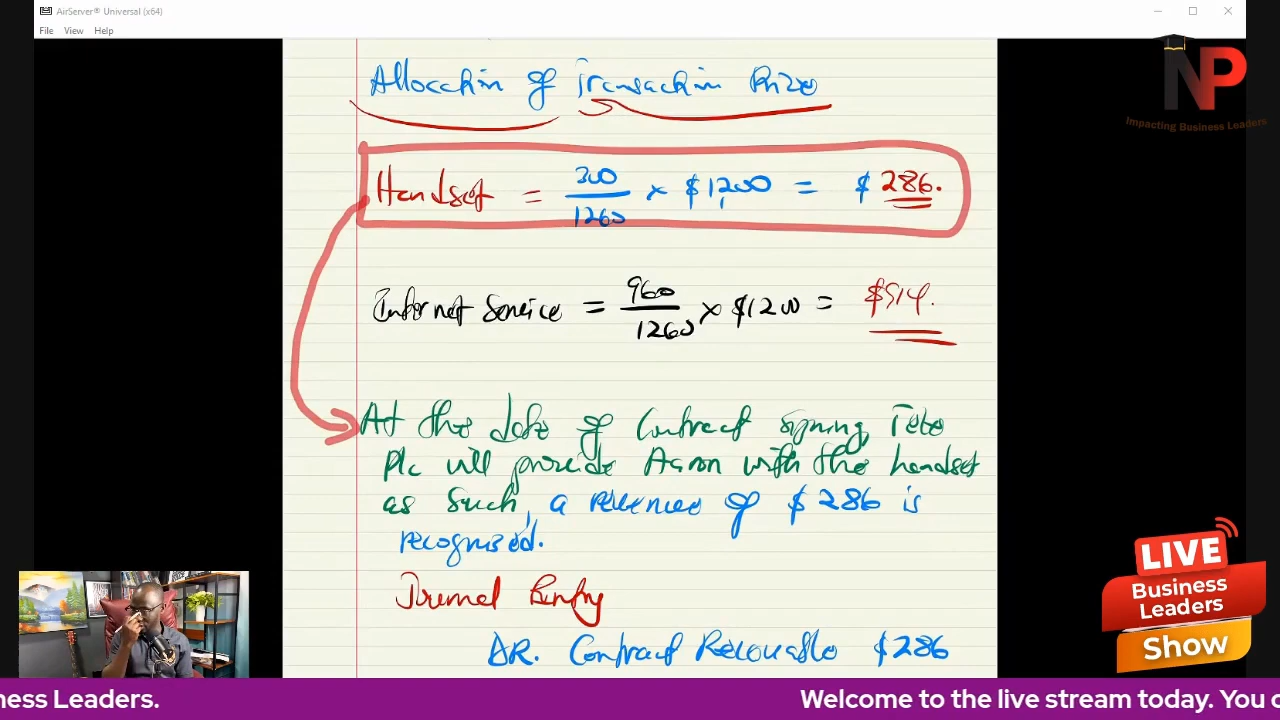 AirServer® Universal (x64)
File View Help
NP
Impacting Business Leaders
Allocation of Transaction Price
Handset = 300/1260 x $1,200 = $286.
Internet Service = 960/1260 x $1200 = $914.
At the date of Contract signing Tete
Plc will provide Aaron with the handset
as such, a revenue of $286 is
recognised.
Journal Entry
DR. Contract Receivable $286
LIVE
Business
Leaders
Show
ness Leaders.
Welcome to the live stream today. You c